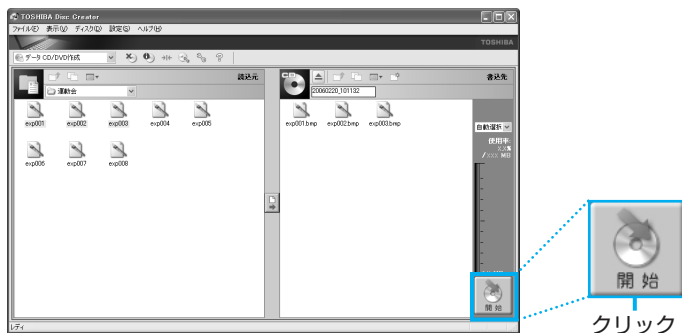 TOSHIBA Disc Creator
ファイル(F) 表示(V) ディスク(D) 設定(S) ヘルプ(H)
TOSHIBA
データCD/DVD作成
読込元
書込先
運動会
20060220_101132
exp001 exp002 exp003 exp004 exp005
exp006 exp007 exp008
exp001.bmp exp002.bmp exp003.bmp
自動選択
使用率:
X.X%
/xxx MB
開始
開始
クリック
レディ